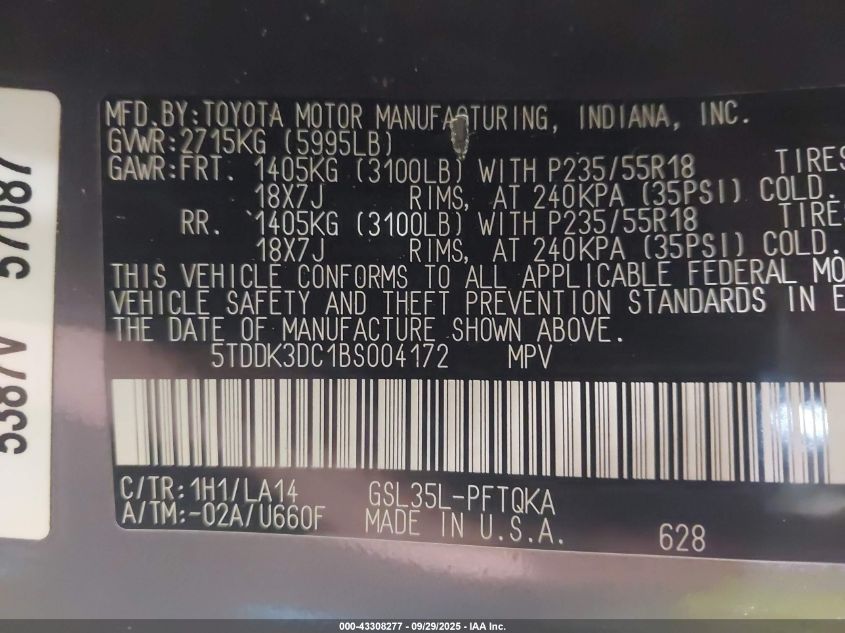 MFD.BY:TOYOTA MOTOR MANUFACTURING, INDIANA, INC.
GVWR:2715KG (5995LB)
GAWR:FRT. 1405KG (3100LB) WITH P235/55R18 TIRES
18X7J RIMS, AT 240KPA (35PSI) COLD.
RR. 1405KG (3100LB) WITH P235/55R18 TIRES
18X7J RIMS, AT 240KPA (35PSI) COLD.
THIS VEHICLE CONFORMS TO ALL APPLICABLE FEDERAL MO
VEHICLE SAFETY AND THEFT PREVENTION STANDARDS IN E
THE DATE OF MANUFACTURE SHOWN ABOVE.
5TDDK3DC1BS004172 MPV
C/TR:1H1/LA14 GSL35L-PFTQKA
A/TM:-02A/U660F MADE IN U.S.A. 628
5387V 57087
000-43308277 - 09/29/2025 - IAA Inc.